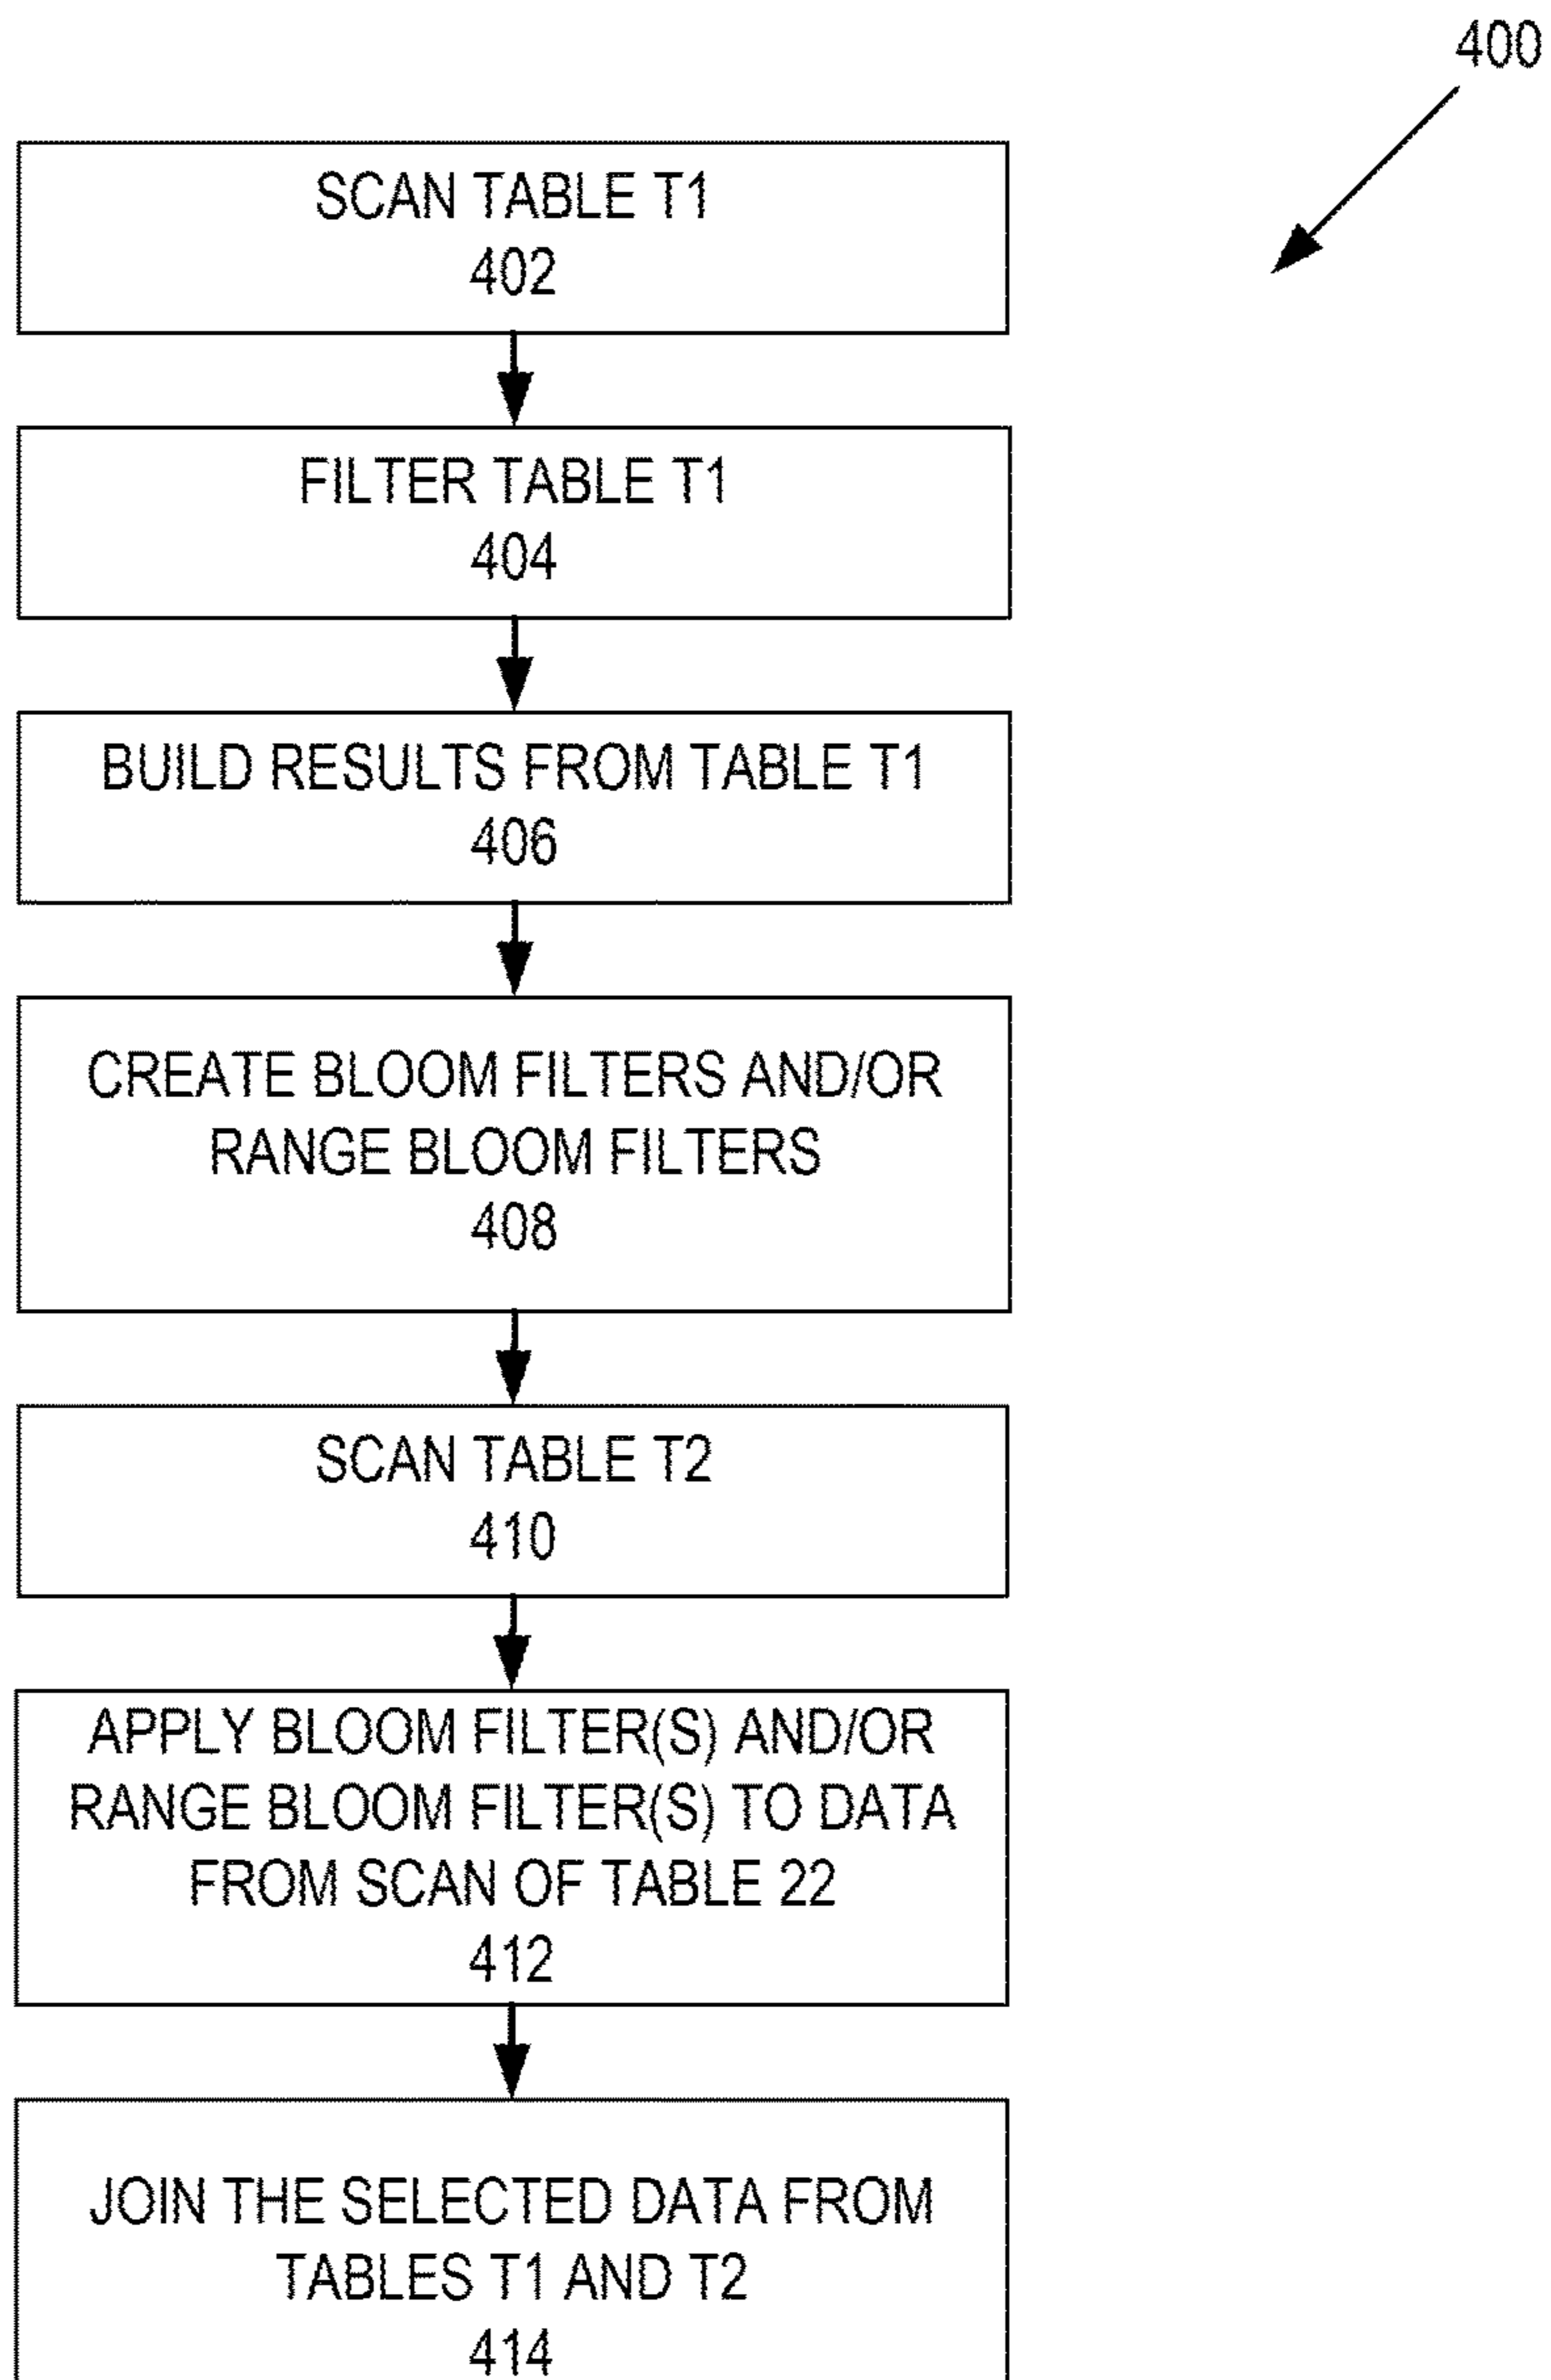 400
SCAN TABLE T1
402
FILTER TABLE T1
404
BUILD RESULTS FROM TABLE T1
406
CREATE BLOOM FILTERS AND/OR
RANGE BLOOM FILTERS
408
SCAN TABLE T2
410
APPLY BLOOM FILTER(S) AND/OR
RANGE BLOOM FILTER(S) TO DATA
FROM SCAN OF TABLE 22
412
JOIN THE SELECTED DATA FROM
TABLES T1 AND T2
414